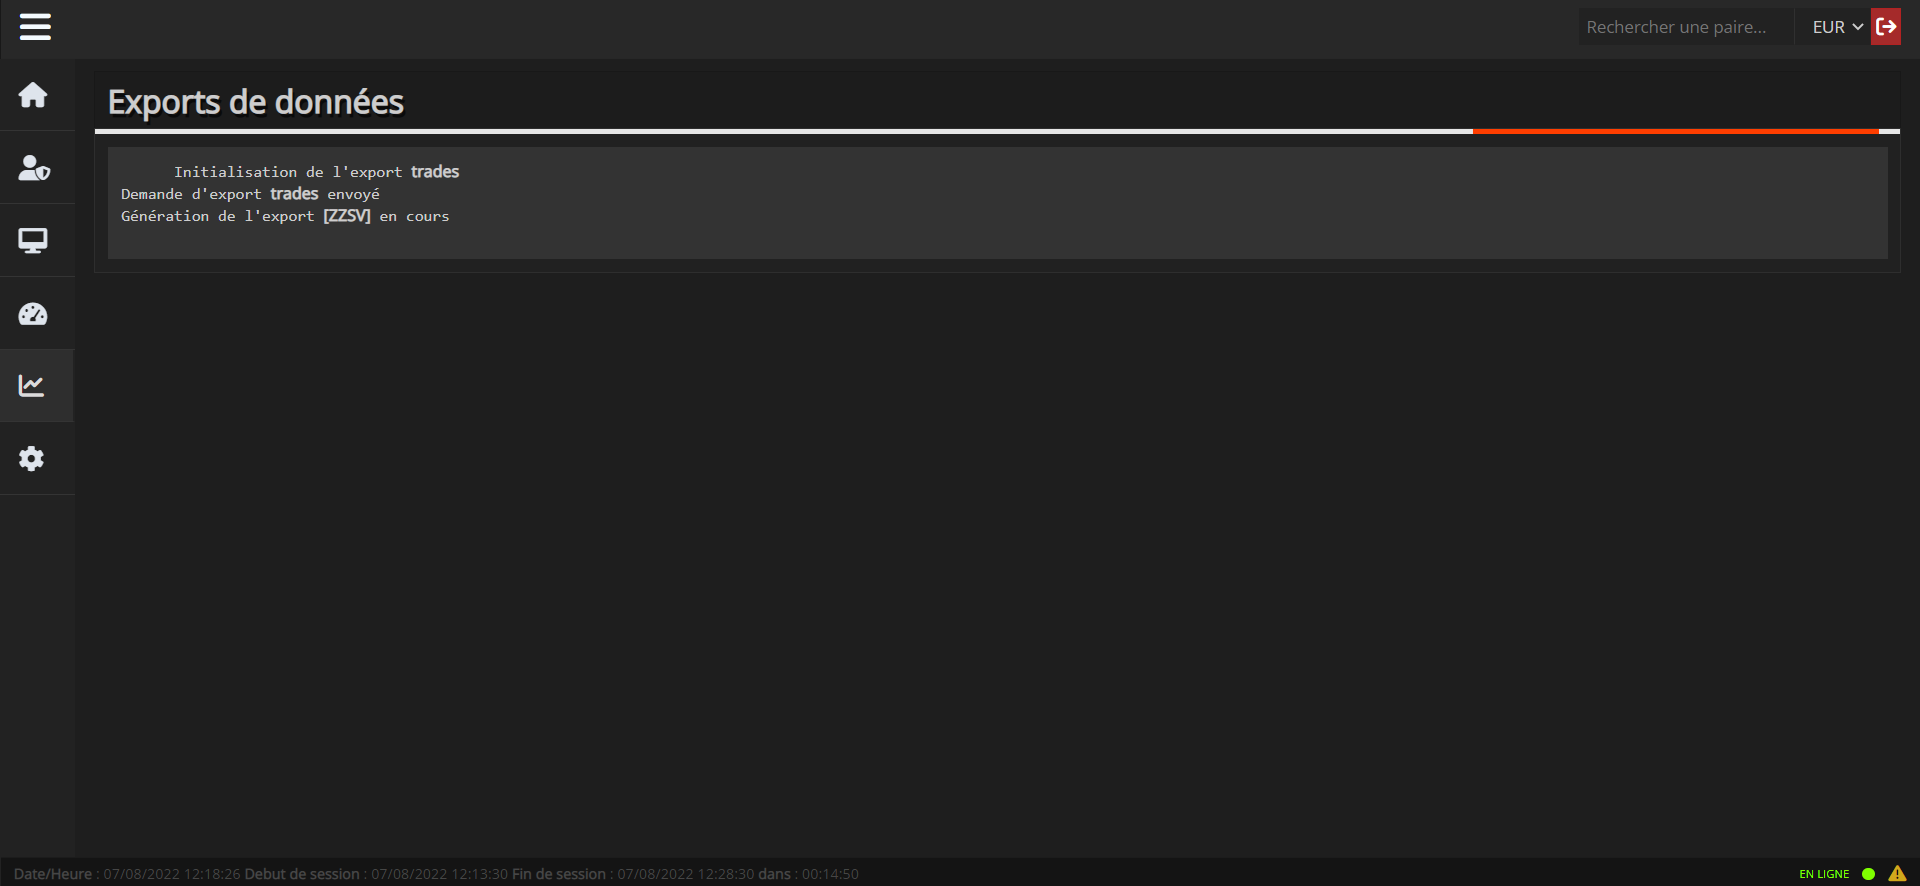 Rechercher une paire...
EUR
Exports de données
Initialisation de l'export trades
Demande d'export trades envoyé
Génération de l'export [ZZSV] en cours
Date/Heure : 07/08/2022 12:18:26 Debut de session : 07/08/2022 12:13:30 Fin de session : 07/08/2022 12:28:30 dans : 00:14:50
EN LIGNE